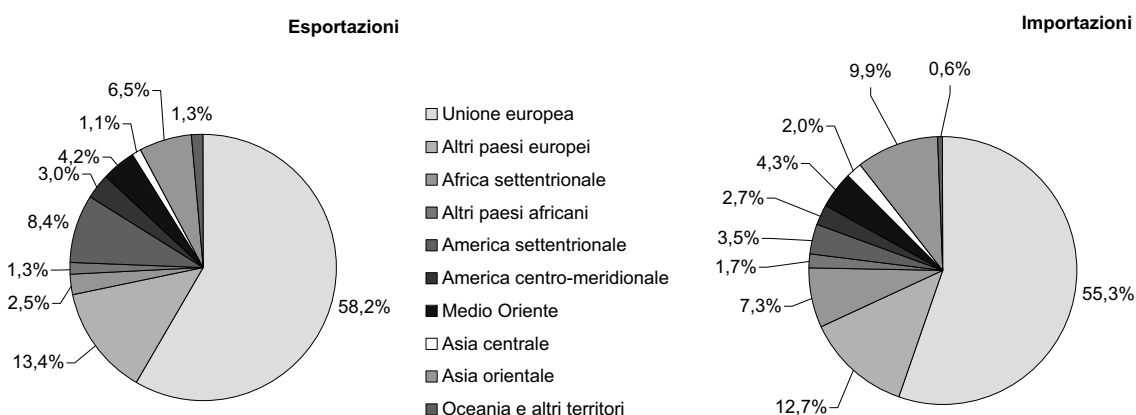 Esportazioni
6,5%
1,3%
1,1%
4,2%
3,0%
8,4%
1,3%
2,5%
13,4%
58,2%
Unione europea
Altri paesi europei
Africa settentrionale
Altri paesi africani
America settentrionale
America centro-meridionale
Medio Oriente
Asia centrale
Asia orientale
Oceania e altri territori
Importazioni
9,9%
0,6%
2,0%
4,3%
2,7%
3,5%
1,7%
7,3%
12,7%
55,3%